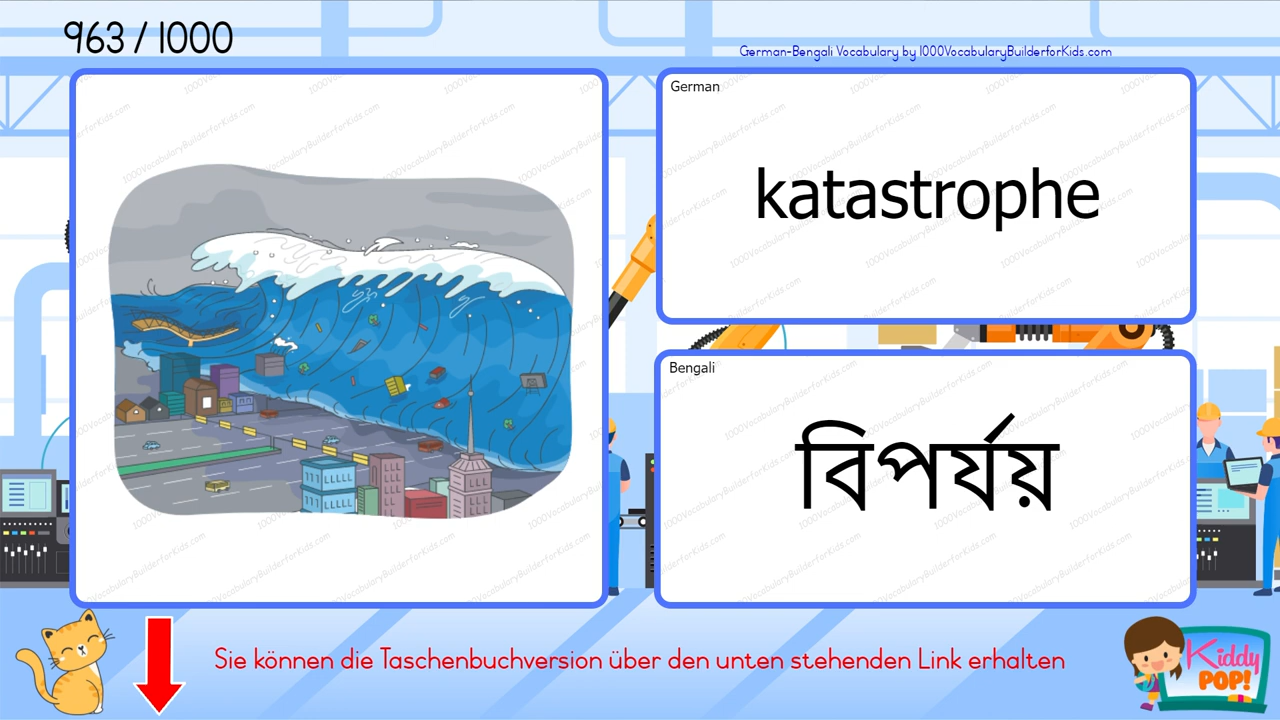 963 / 1000
German-Bengali Vocabulary by 1000VocabularyBuilderforKids.com
German
katastrophe
Bengali
বিপর্যয়
Sie können die Taschenbuchversion über den unten stehenden Link erhalten
Kiddy
POP!